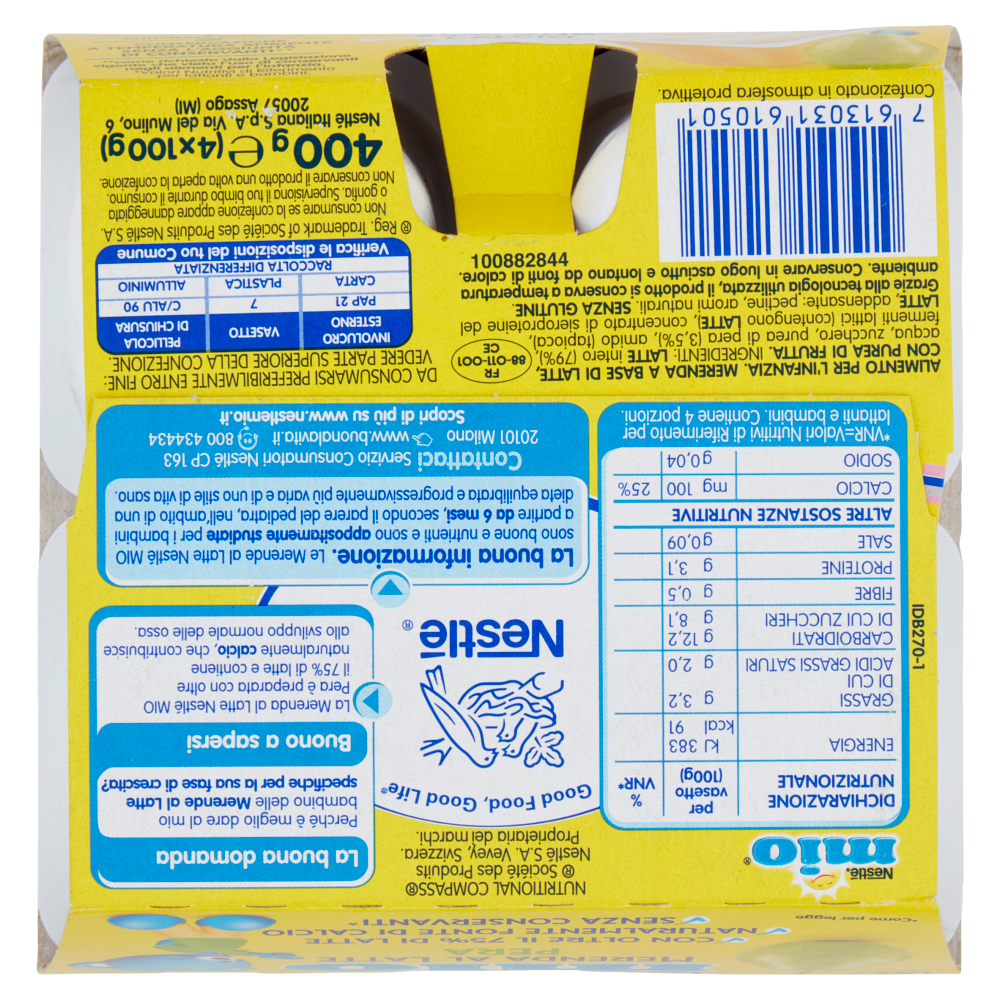 MERENDA AL LATTE
PERA
CON OLTRE IL 75% DI LATTE
NATURALMENTE FONTE DI CALCIO
SENZA CONSERVANTI*
*Come per legge
Nestlé.
mio®
NUTRITIONAL COMPASS®
® Société des Produits
Nestlé S.A. Vevey, Svizzera.
Proprietaria dei marchi.
DICHIARAZIONE
NUTRIZIONALE
per
vasetto
(100g)
%
VNR*
ENERGIA
kJ 383
kcal 91
GRASSI
g 3,2
DI CUI
ACIDI GRASSI SATURI
g 2,0
CARBOIDRATI
g 12,2
DI CUI ZUCCHERI
g 8,1
FIBRE
g 0,5
PROTEINE
g 3,1
SALE
g0,09
ALTRE SOSTANZE NUTRITIVE
CALCIO
mg 100
25%
SODIO
g0,04
*VNR=Valori Nutritivi di Riferimento per
lattanti e bambini. Contiene 4 porzioni.
IDB270-1
Good Food, Good Life®
Nestlé®
La buona domanda
Perché è meglio dare al mio
bambino delle Merende al Latte
specifiche per la sua fase di crescita?
Buono a sapersi
La Merenda al Latte Nestlé MIO
Pera è preparata con oltre
il 75% di latte e contiene
naturalmente calcio, che contribuisce
allo sviluppo normale delle ossa.
La buona informazione. Le Merende al Latte Nestlé MIO
sono buone e nutrienti e sono appositamente studiate per i bambini
a partire da 6 mesi, secondo il parere del pediatra, nell'ambito di una
dieta equilibrata e progressivamente più varia e di uno stile di vita sano.
Contattaci Servizio Consumatori Nestlé CP 163
20101 Milano www.buonalavita.it 800 434434
Scopri di più su www.nestlemio.it
ALIMENTO PER L'INFANZIA. MERENDA A BASE DI LATTE,
CON PUREA DI FRUTTA. INGREDIENTI: LATTE intero (79%),
acqua, zucchero, purea di pera (3,5%), amido (tapioca),
fermenti lattici (contengono LATTE), concentrato di sieroproteine del
LATTE, addensante: pectine, aromi naturali. SENZA GLUTINE
Grazie alla tecnologia utilizzata, il prodotto si conserva a temperatura
ambiente. Conservare in luogo asciutto e lontano da fonti di calore.
100882844
FR
88-011-001
CE
DA CONSUMARSI PREFERIBILMENTE ENTRO FINE:
VEDERE PARTE SUPERIORE DELLA CONFEZIONE.
INVOLUCRO
ESTERNO
VASETTO
PELLICOLA
DI CHIUSURA
PAP 21
7
C/ALU 90
CARTA
PLASTICA
ALLUMINIO
RACCOLTA DIFFERENZIATA
Verifica le disposizioni del tuo Comune
® Reg. Trademark of Société des Produits Nestlé S.A.
Non consumare se la confezione appare danneggiata
o gonfia. Supervisiona il tuo bimbo durante il consumo.
Non conservare il prodotto una volta aperta la confezione.
400 g ℮ (4x100g)
Nestlé Italiana S.p.A. Via del Mulino, 6
20057 Assago (MI)
7 613031 610501
Confezionato in atmosfera protettiva.